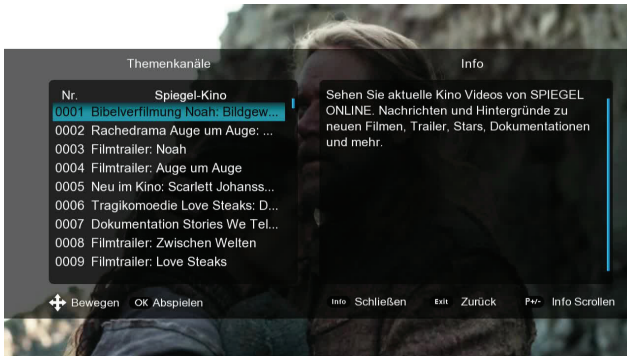 Themenkanäle
Info
Nr. Spiegel-Kino
0001 Bibelverfilmung Noah: Bildgew...
0002 Rachedrama Auge um Auge: ...
0003 Filmtrailer: Noah
0004 Filmtrailer: Auge um Auge
0005 Neu im Kino: Scarlett Johanss...
0006 Tragikomoedie Love Steaks: D...
0007 Dokumentation Stories We Tel...
0008 Filmtrailer: Zwischen Welten
0009 Filmtrailer: Love Steaks
Sehen Sie aktuelle Kino Videos von SPIEGEL
ONLINE. Nachrichten und Hintergründe zu
neuen Filmen, Trailer, Stars, Dokumentationen
und mehr.
Bewegen OK Abspielen
Info Schließen Exit Zurück P+/- Info Scrollen